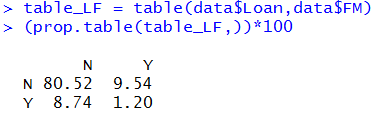 > table_LF = table(data$Loan,data$FM)
> (prop.table(table_LF,))*100
N Y
N 80.52 9.54
Y 8.74 1.20